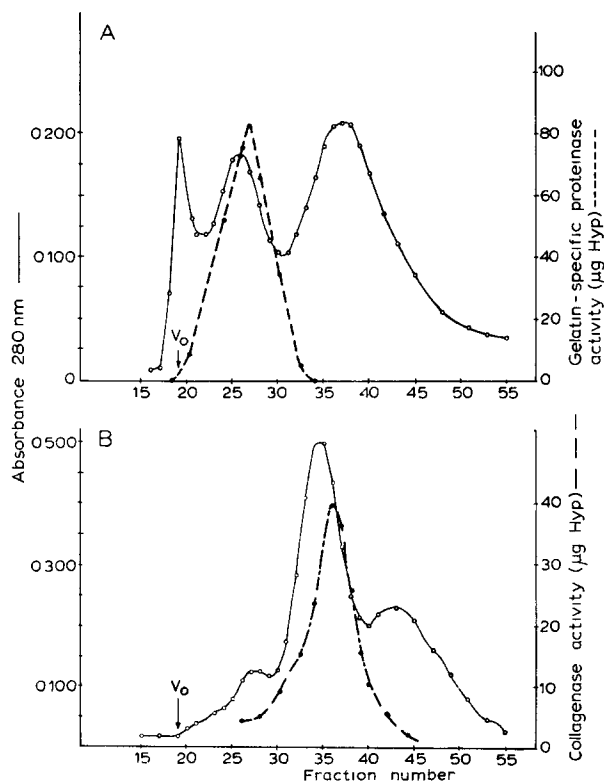 A
0.200
0.100
0
V₀
100
80
60
40
20
0
15 20 25 30 35 40 45 50 55
Absorbance 280nm
Gelatin-specific proteinase
activity (µg Hyp)
B
0.500
0.300
0.100
V₀
40
30
20
10
0
15 20 25 30 35 40 45 50 55
Fraction number
Collagenase activity (µg Hyp)